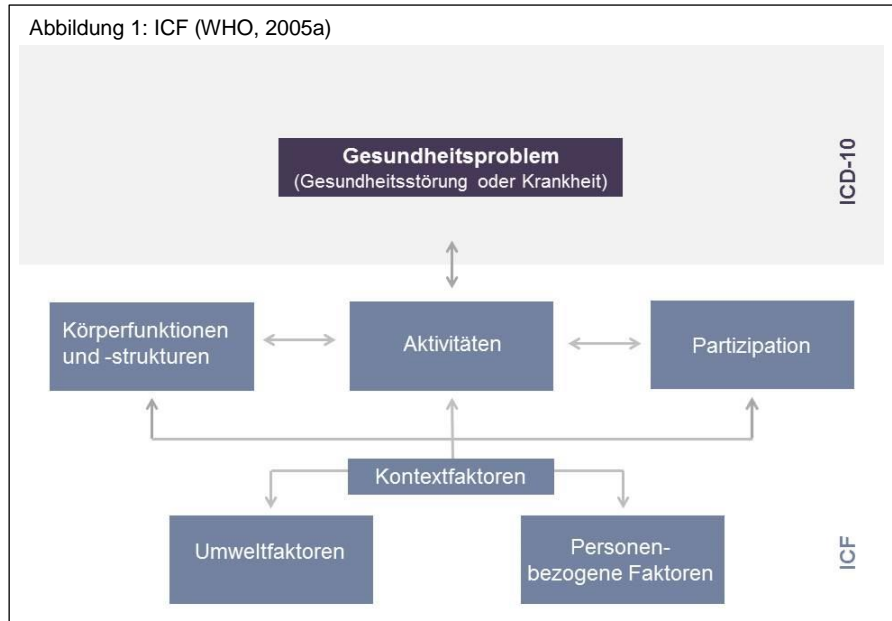 Abbildung 1: ICF (WHO, 2005a)
Gesundheitsproblem
(Gesundheitsstörung oder Krankheit)
ICD-10
Körperfunktionen
und -strukturen
Aktivitäten
Partizipation
Kontextfaktoren
Umweltfaktoren
Personen-
bezogene Faktoren
ICF